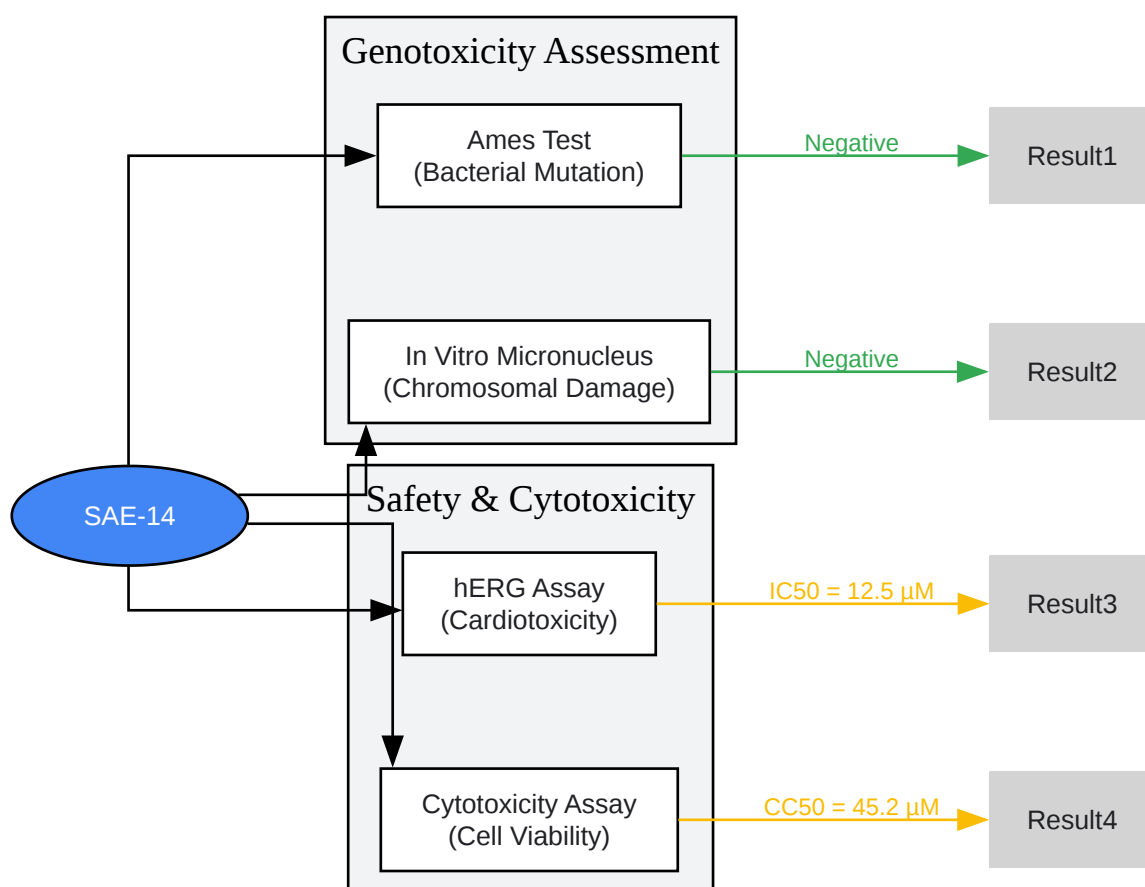 Genotoxicity Assessment
Ames Test
(Bacterial Mutation)
Negative
Result1
In Vitro Micronucleus
(Chromosomal Damage)
Negative
Result2
SAE-14
Safety & Cytotoxicity
hERG Assay
(Cardiotoxicity)
IC50 = 12.5 µM
Result3
Cytotoxicity Assay
(Cell Viability)
CC50 = 45.2 µM
Result4